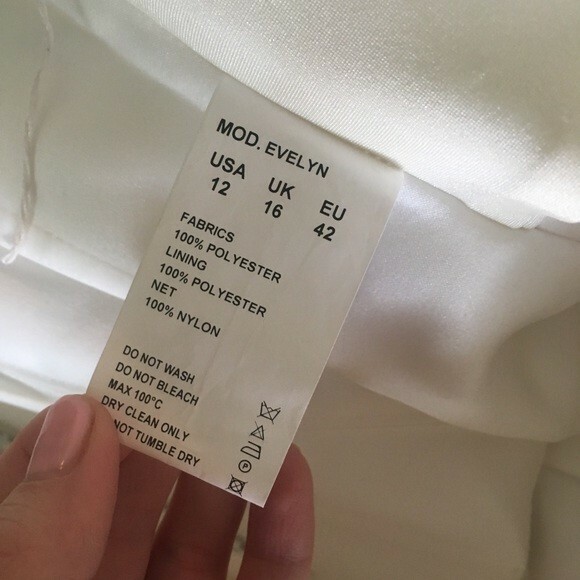 MOD. EVELYN
USA UK EU
12 16 42
FABRICS
100% POLYESTER
LINING
100% POLYESTER
NET
100% NYLON
DO NOT WASH
DO NOT BLEACH
MAX 100°C
DRY CLEAN ONLY
NOT TUMBLE DRY
P